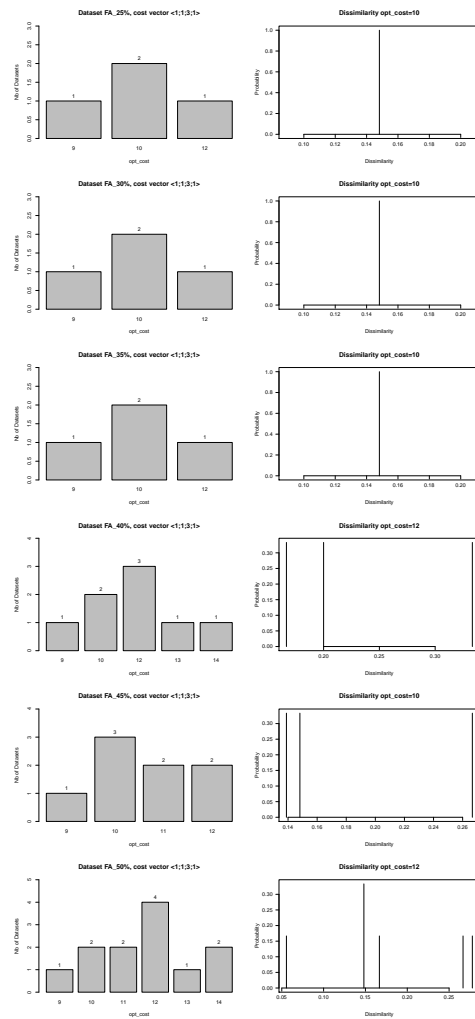 Dataset FA_25%, cost vector <1;1;3;1>
Nb of Datasets
0.0 0.5 1.0 1.5 2.0 2.5 3.0
1 2 1
9 10 12
opt_cost
Dissimilarity opt_cost=10
Probability
1.0
0.8
0.6
0.4
0.2
0.0
0.10 0.12 0.14 0.16 0.18 0.20
Dissimilarity
Dataset FA_30%, cost vector <1;1;3;1>
Nb of Datasets
0.0 0.5 1.0 1.5 2.0 2.5 3.0
1 2 1
9 10 12
opt_cost
Dissimilarity opt_cost=10
Probability
1.0
0.8
0.6
0.4
0.2
0.0
0.10 0.12 0.14 0.16 0.18 0.20
Dissimilarity
Dataset FA_35%, cost vector <1;1;3;1>
Nb of Datasets
0.0 0.5 1.0 1.5 2.0 2.5 3.0
1 2 1
9 10 12
opt_cost
Dissimilarity opt_cost=10
Probability
1.0
0.8
0.6
0.4
0.2
0.0
0.10 0.12 0.14 0.16 0.18 0.20
Dissimilarity
Dataset FA_40%, cost vector <1;1;3;1>
Nb of Datasets
0 1 2 3 4
1 2 3 1 1
9 10 12 13 14
opt_cost
Dissimilarity opt_cost=12
Probability
0.30
0.25
0.20
0.15
0.10
0.05
0.00
0.20 0.25 0.30
Dissimilarity
Dataset FA_45%, cost vector <1;1;3;1>
Nb of Datasets
0 1 2 3 4
1 3 2 2
9 10 11 12
opt_cost
Dissimilarity opt_cost=10
Probability
0.30
0.25
0.20
0.15
0.10
0.05
0.00
0.14 0.16 0.18 0.20 0.22 0.24 0.26
Dissimilarity
Dataset FA_50%, cost vector <1;1;3;1>
Nb of Datasets
0 1 2 3 4 5
1 2 2 4 1 2
9 10 11 12 13 14
opt_cost
Dissimilarity opt_cost=12
Probability
0.30
0.25
0.20
0.15
0.10
0.05
0.00
0.05 0.10 0.15 0.20 0.25
Dissimilarity